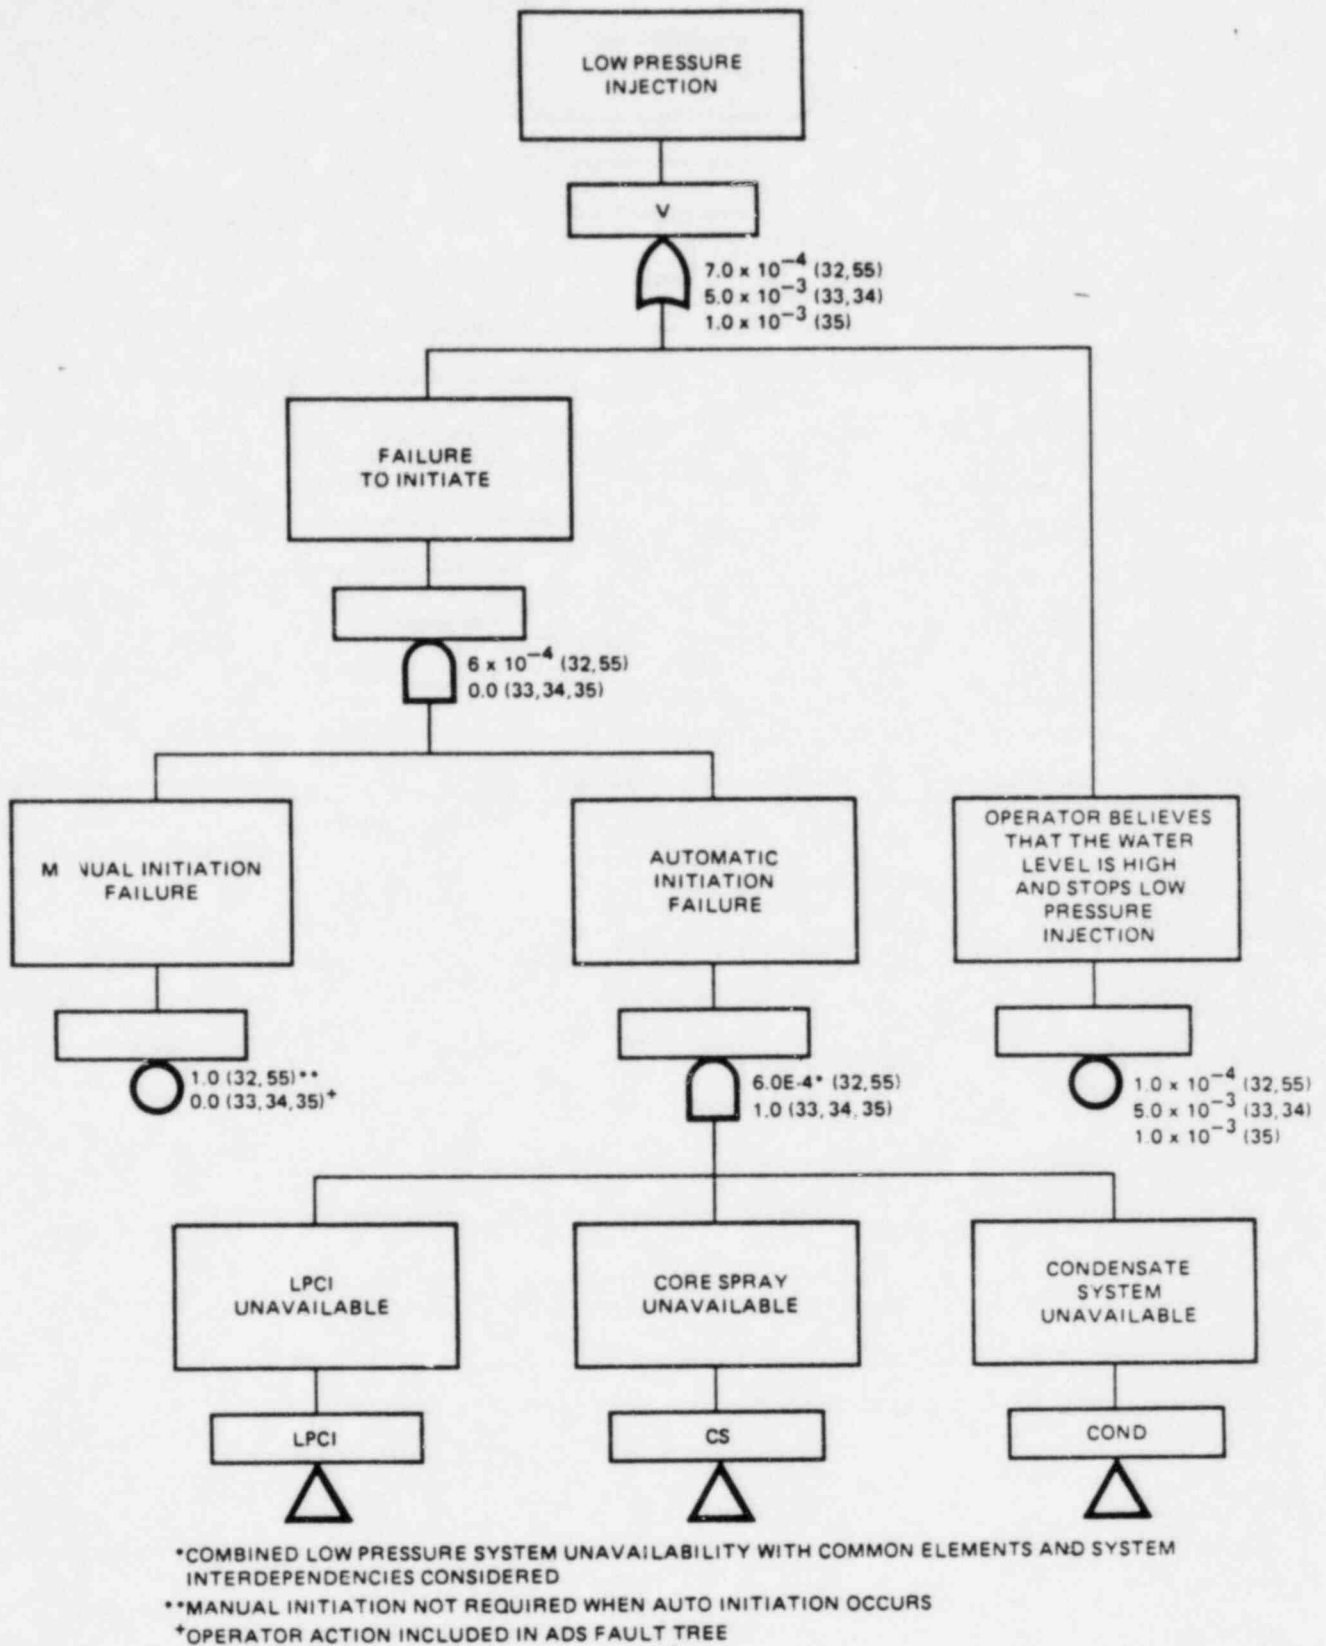 LOW PRESSURE
INJECTION
V
7.0 x 10⁻⁴ (32,55)
5.0 x 10⁻³ (33,34)
1.0 x 10⁻³ (35)
FAILURE
TO INITIATE
6 x 10⁻⁴ (32,55)
0.0 (33,34,35)
M NUAL INITIATION
FAILURE
1.0 (32,55)**
0.0 (33,34,35)+
AUTOMATIC
INITIATION
FAILURE
6.0E-4* (32,55)
1.0 (33,34,35)
OPERATOR BELIEVES
THAT THE WATER
LEVEL IS HIGH
AND STOPS LOW
PRESSURE
INJECTION
1.0 x 10⁻⁴ (32,55)
5.0 x 10⁻³ (33,34)
1.0 x 10⁻³ (35)
LPCI
UNAVAILABLE
LPCI
CORE SPRAY
UNAVAILABLE
CS
CONDENSATE
SYSTEM
UNAVAILABLE
COND
*COMBINED LOW PRESSURE SYSTEM UNAVAILABILITY WITH COMMON ELEMENTS AND SYSTEM
INTERDEPENDENCIES CONSIDERED
**MANUAL INITIATION NOT REQUIRED WHEN AUTO INITIATION OCCURS
+OPERATOR ACTION INCLUDED IN ADS FAULT TREE